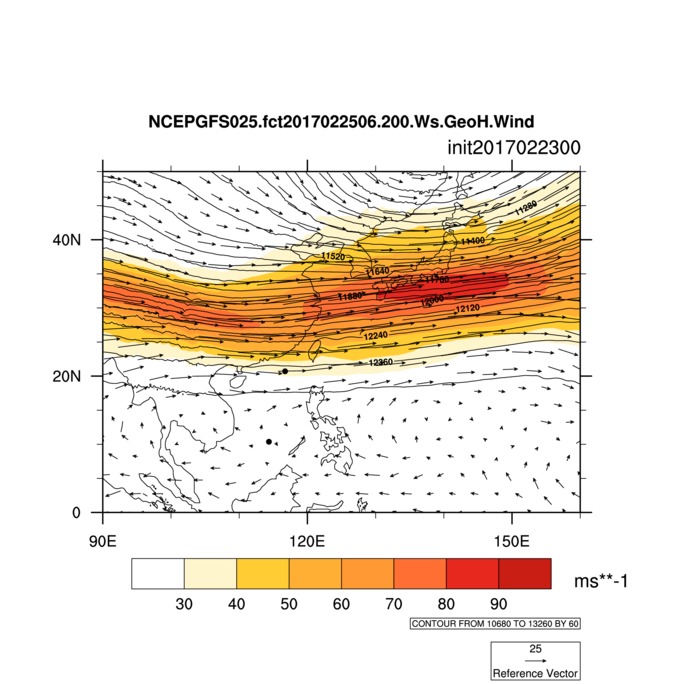 NCEPGFS025.fct2017022506.200.Ws.GeoH.Wind
init2017022300
11280
40N
11400
11520
11640
11760
11880
12000
12120
12240
12360
20N
0
90E 120E 150E
ms**-1
30 40 50 60 70 80 90
CONTOUR FROM 10680 TO 13260 BY 60
25
Reference Vector